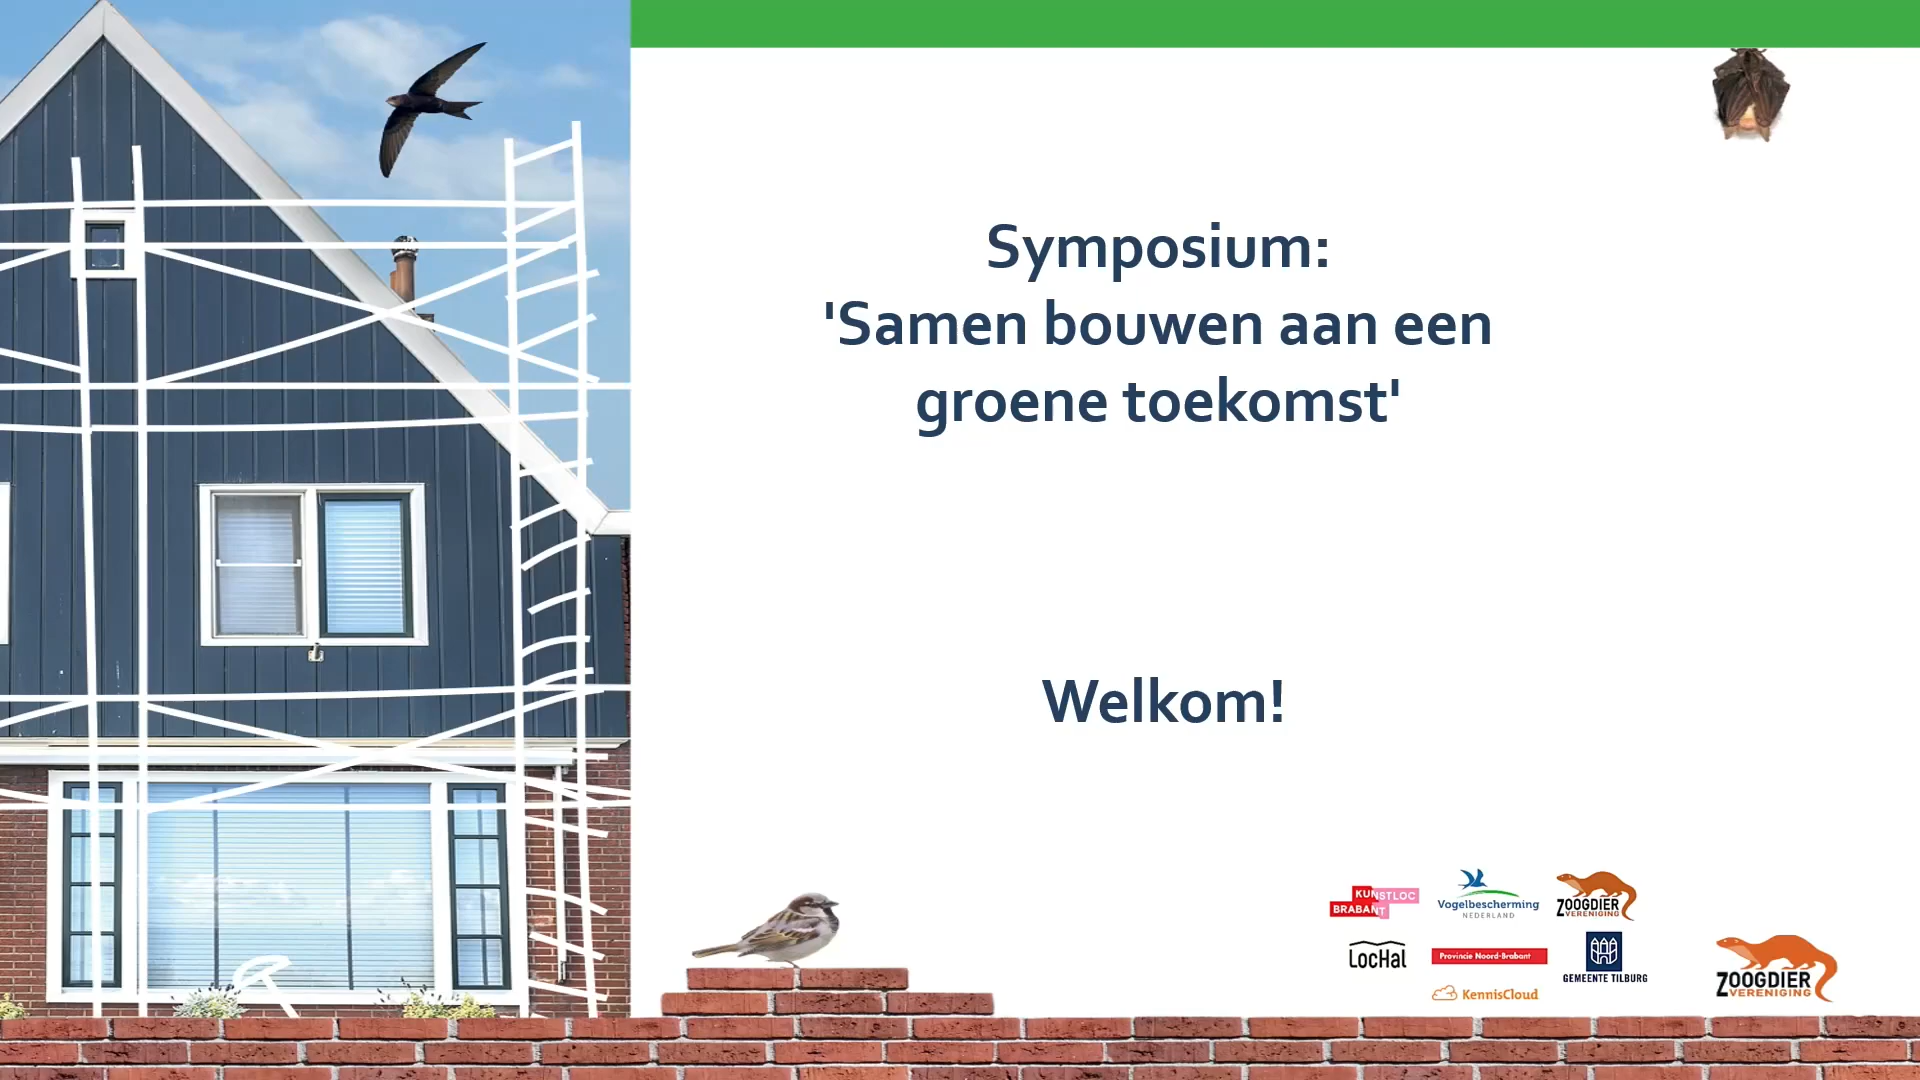 Symposium:
'Samen bouwen aan een
groene toekomst'
Welkom!
KUNSTLOC
BRABANT
Vogelbescherming
NEDERLAND
ZOOGDIER
VERENIGING
LocHal
Provincie Noord-Brabant
GEMEENTE TILBURG
KennisCloud
ZOOGDIER
VERENIGING